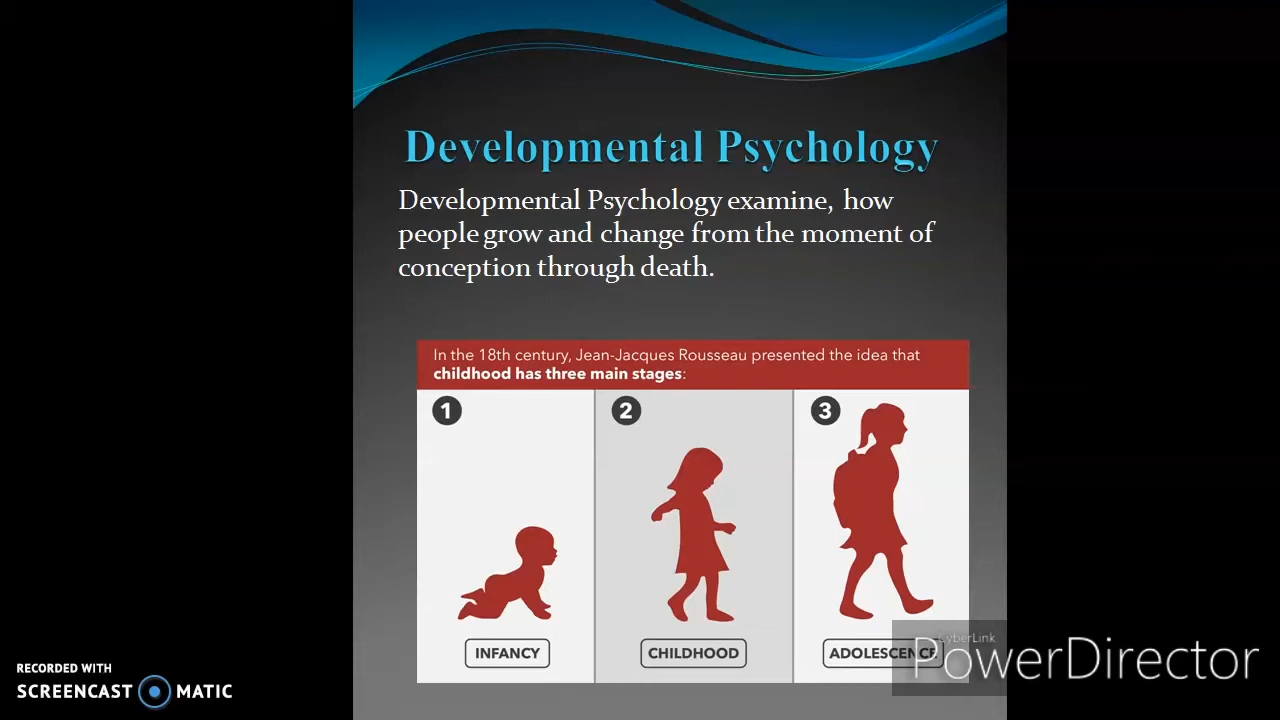 Developmental Psychology
Developmental Psychology examine, how
people grow and change from the moment of
conception through death.
In the 18th century, Jean-Jacques Rousseau presented the idea that
childhood has three main stages:
1
2
3
INFANCY
CHILDHOOD
ADOLESCENCE
CyberLink
PowerDirector
RECORDED WITH
SCREENCAST MATIC